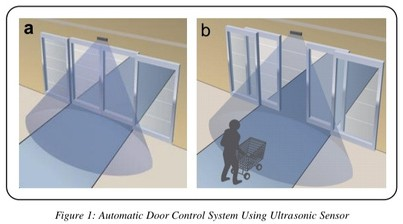 a
b
Figure 1: Automatic Door Control System Using Ultrasonic Sensor